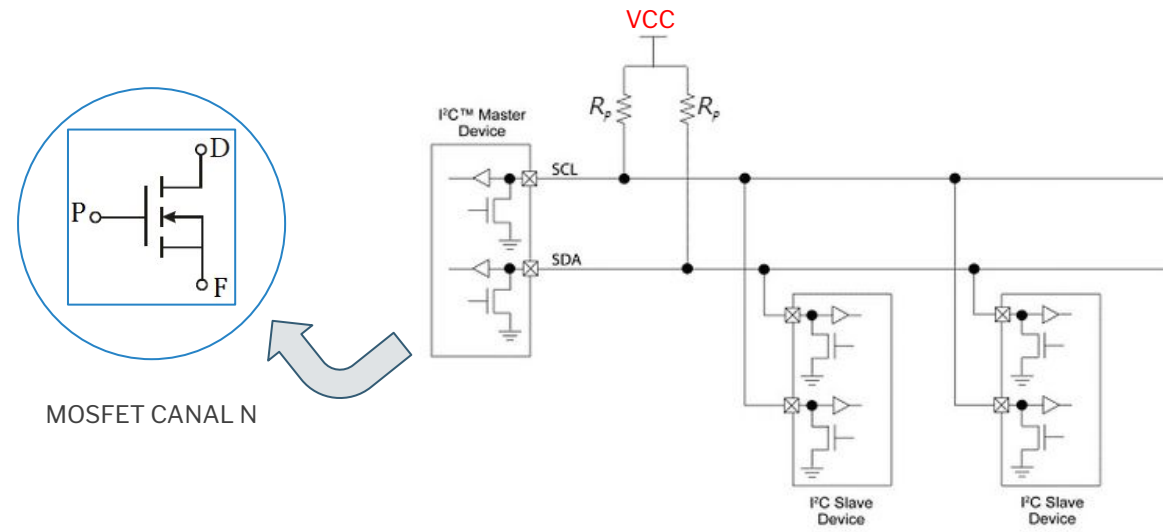 VCC
Rp
Rp
I²C™ Master
Device
SCL
SDA
D
P
F
MOSFET CANAL N
I²C Slave
Device
I²C Slave
Device